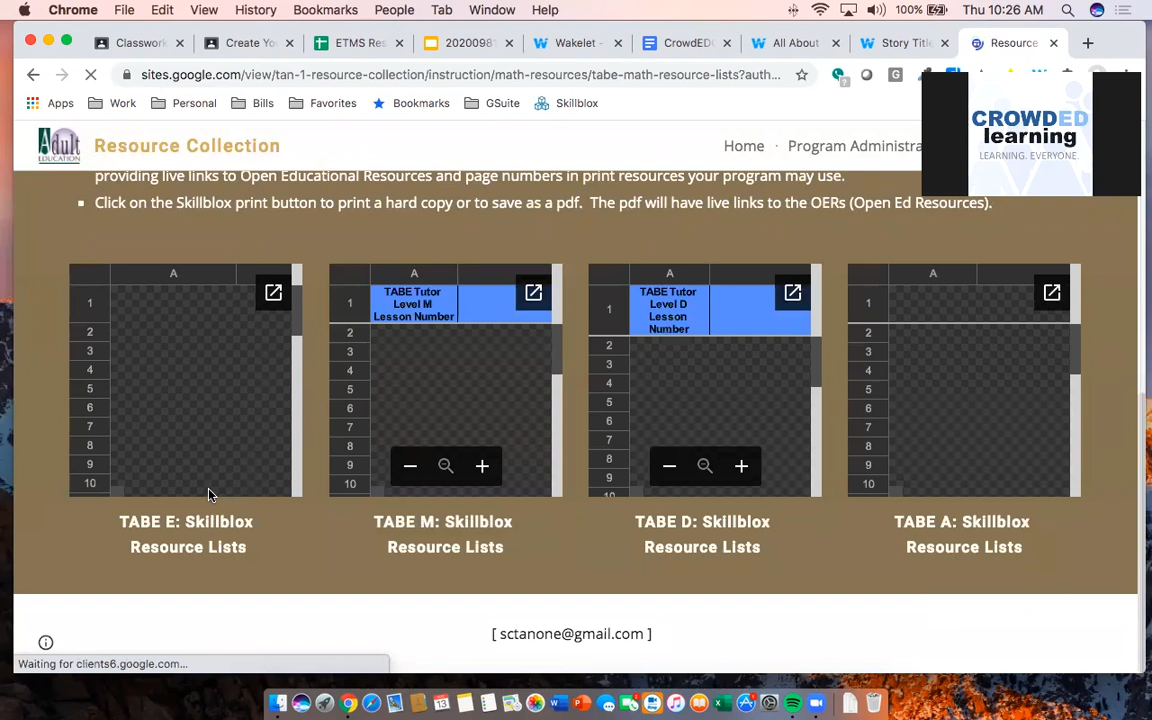 Chrome File Edit View History Bookmarks People Tab Window Help 100% Thu 10:26 AM
Classwork Create Yo ETMS Res 20200981 Wakelet - CrowdED All About Story Title Resource
sites.google.com/view/tan-1-resource-collection/instruction/math-resources/tabe-math-resource-lists?auth...
Apps Work Personal Bills Favorites Bookmarks GSuite Skillblox
CROWDED
learning
LEARNING. EVERYONE.
Adult
EDUCATION
Resource Collection
Home · Program Administra
providing live links to Open Educational Resources and page numbers in print resources your program may use.
Click on the Skillblox print button to print a hard copy or to save as a pdf. The pdf will have live links to the OERs (Open Ed Resources).
A
1
2
3
4
5
6
7
8
9
10
A
1
TABE Tutor
Level M
Lesson Number
2
3
4
5
6
7
8
9
10
A
1
TABE Tutor
Level D
Lesson
Number
2
3
4
5
6
7
8
9
10
A
1
2
3
4
5
6
7
8
9
10
TABE E: Skillblox
Resource Lists
TABE M: Skillblox
Resource Lists
TABE D: Skillblox
Resource Lists
TABE A: Skillblox
Resource Lists
[ sctanone@gmail.com ]
Waiting for clients6.google.com...
13